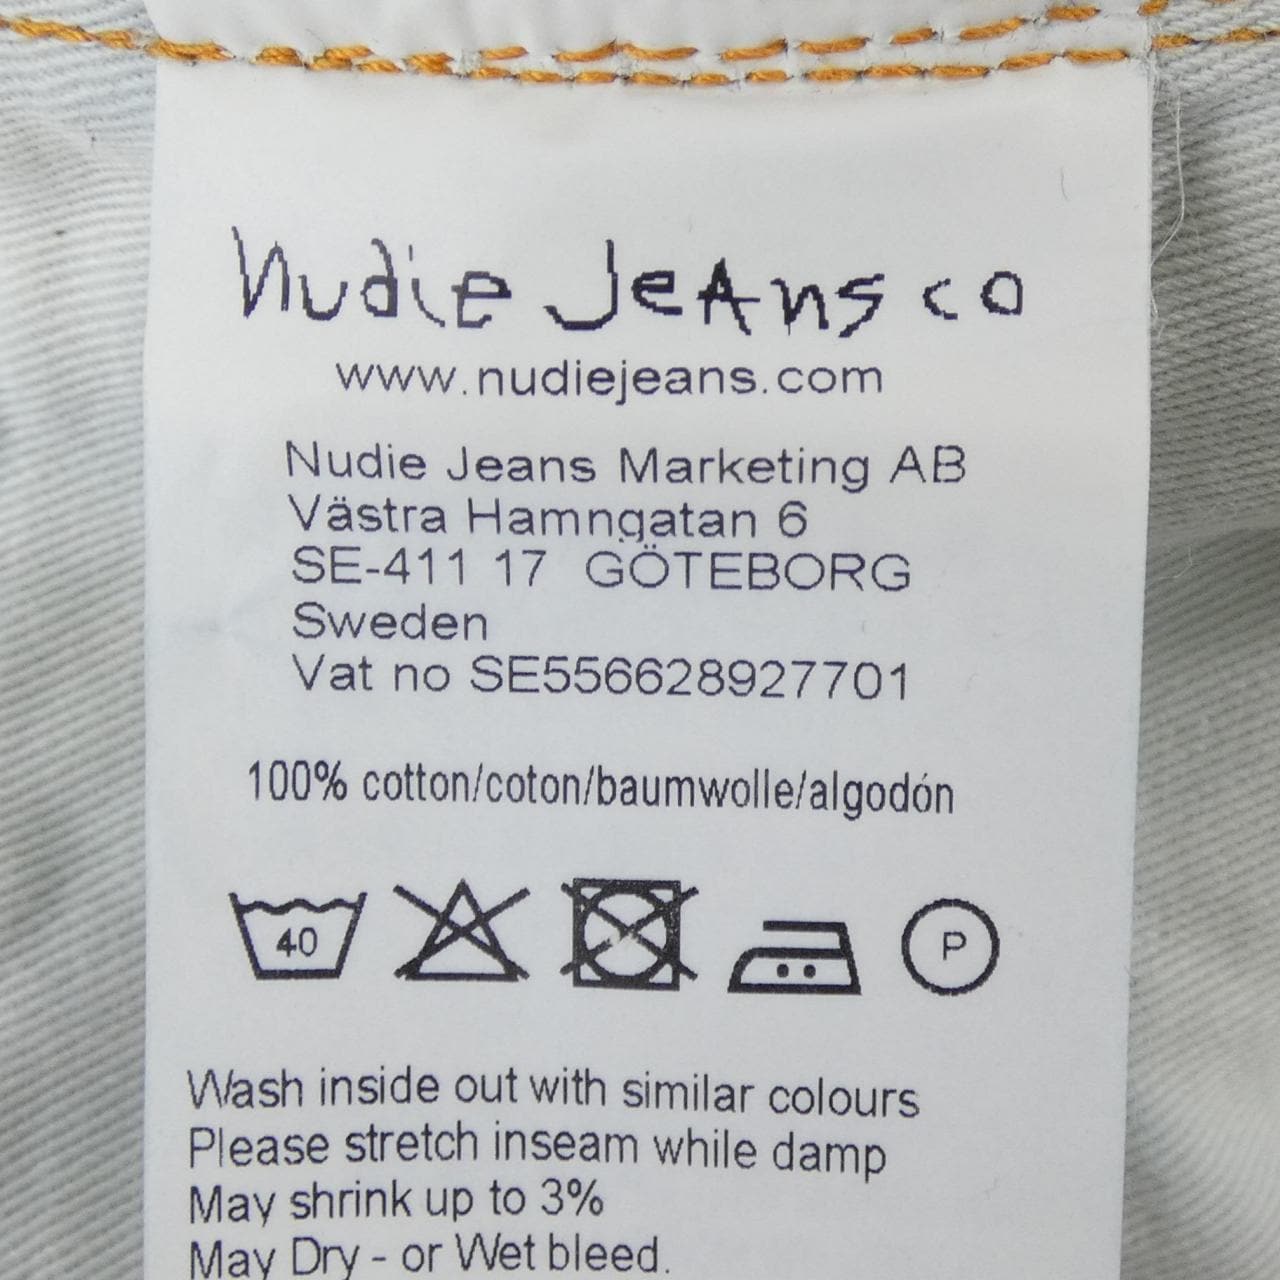 nudie JeAns co
www.nudiejeans.com
Nudie Jeans Marketing AB
Västra Hamngatan 6
SE-411 17 GÖTEBORG
Sweden
Vat no SE556628927701
100% cotton/coton/baumwolle/algodón
40 P
Wash inside out with similar colours
Please stretch inseam while damp
May shrink up to 3%
May Dry - or Wet bleed.